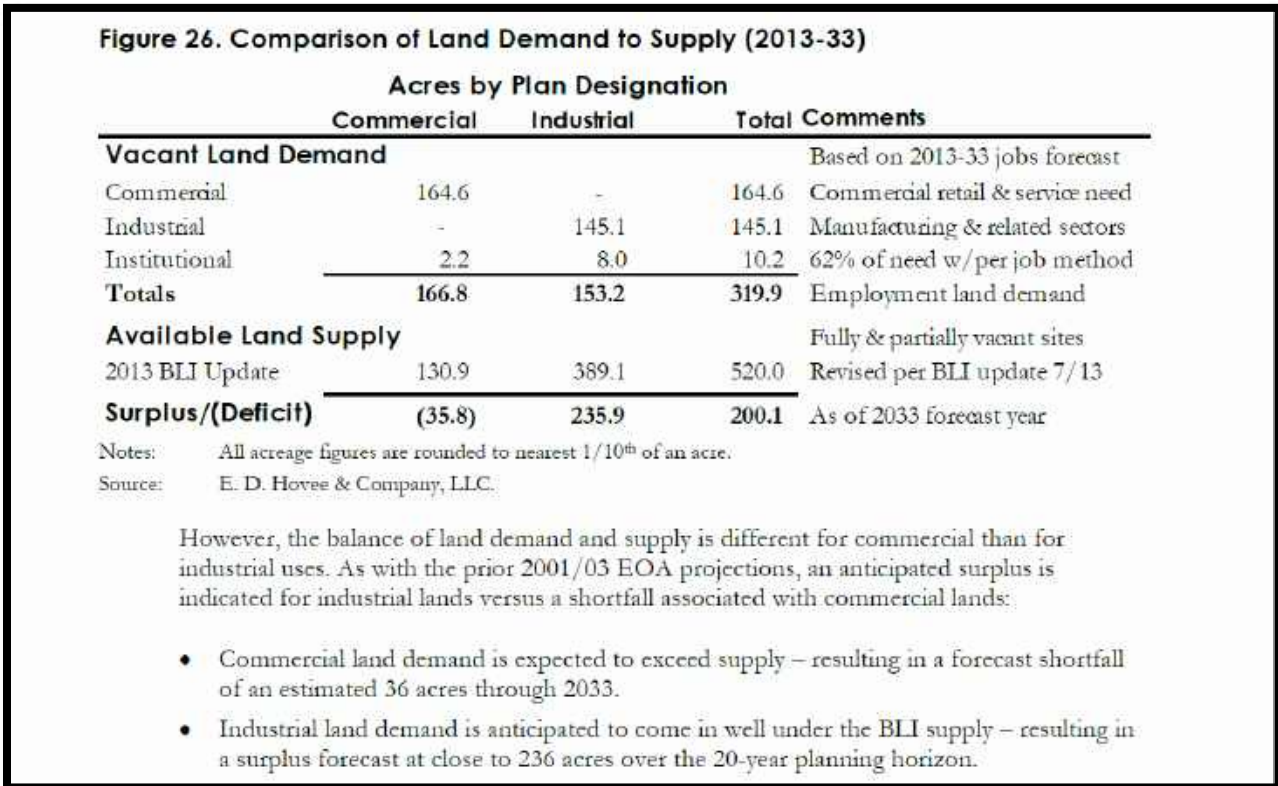 Figure 26. Comparison of Land Demand to Supply (2013-33)
Acres by Plan Designation
Commercial Industrial Total Comments
Vacant Land Demand Based on 2013-33 jobs forecast
Commercial 164.6 - 164.6 Commercial retail & service need
Industrial - 145.1 145.1 Manufacturing & related sectors
Institutional 2.2 8.0 10.2 62% of need w/per job method
Totals 166.8 153.2 319.9 Employment land demand
Available Land Supply Fully & partially vacant sites
2013 BLI Update 130.9 389.1 520.0 Revised per BLI update 7/13
Surplus/(Deficit) (35.8) 235.9 200.1 As of 2033 forecast year
Notes: All acreage figures are rounded to nearest 1/10th of an acre.
Source: E. D. Hovee & Company, LLC.
However, the balance of land demand and supply is different for commercial than for
industrial uses. As with the prior 2001/03 EOA projections, an anticipated surplus is
indicated for industrial lands versus a shortfall associated with commercial lands:
• Commercial land demand is expected to exceed supply – resulting in a forecast shortfall
of an estimated 36 acres through 2033.
• Industrial land demand is anticipated to come in well under the BLI supply – resulting in
a surplus forecast at close to 236 acres over the 20-year planning horizon.